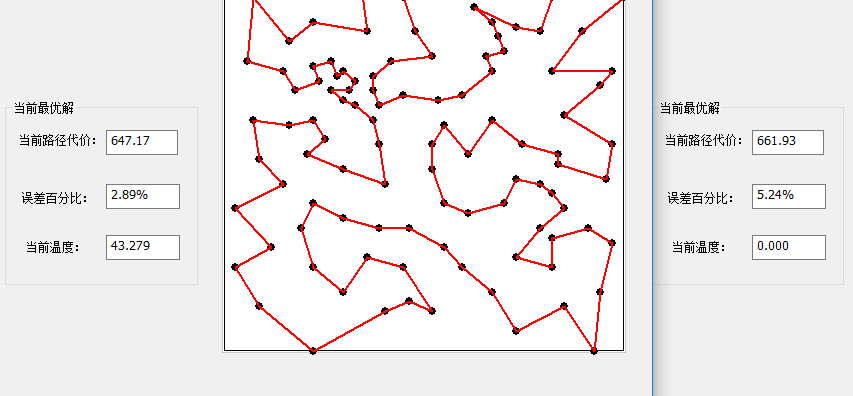 当前最优解
当前路径代价: 647.17
误差百分比: 2.89%
当前温度: 43.279
当前最优解
当前路径代价: 661.93
误差百分比: 5.24%
当前温度: 0.000